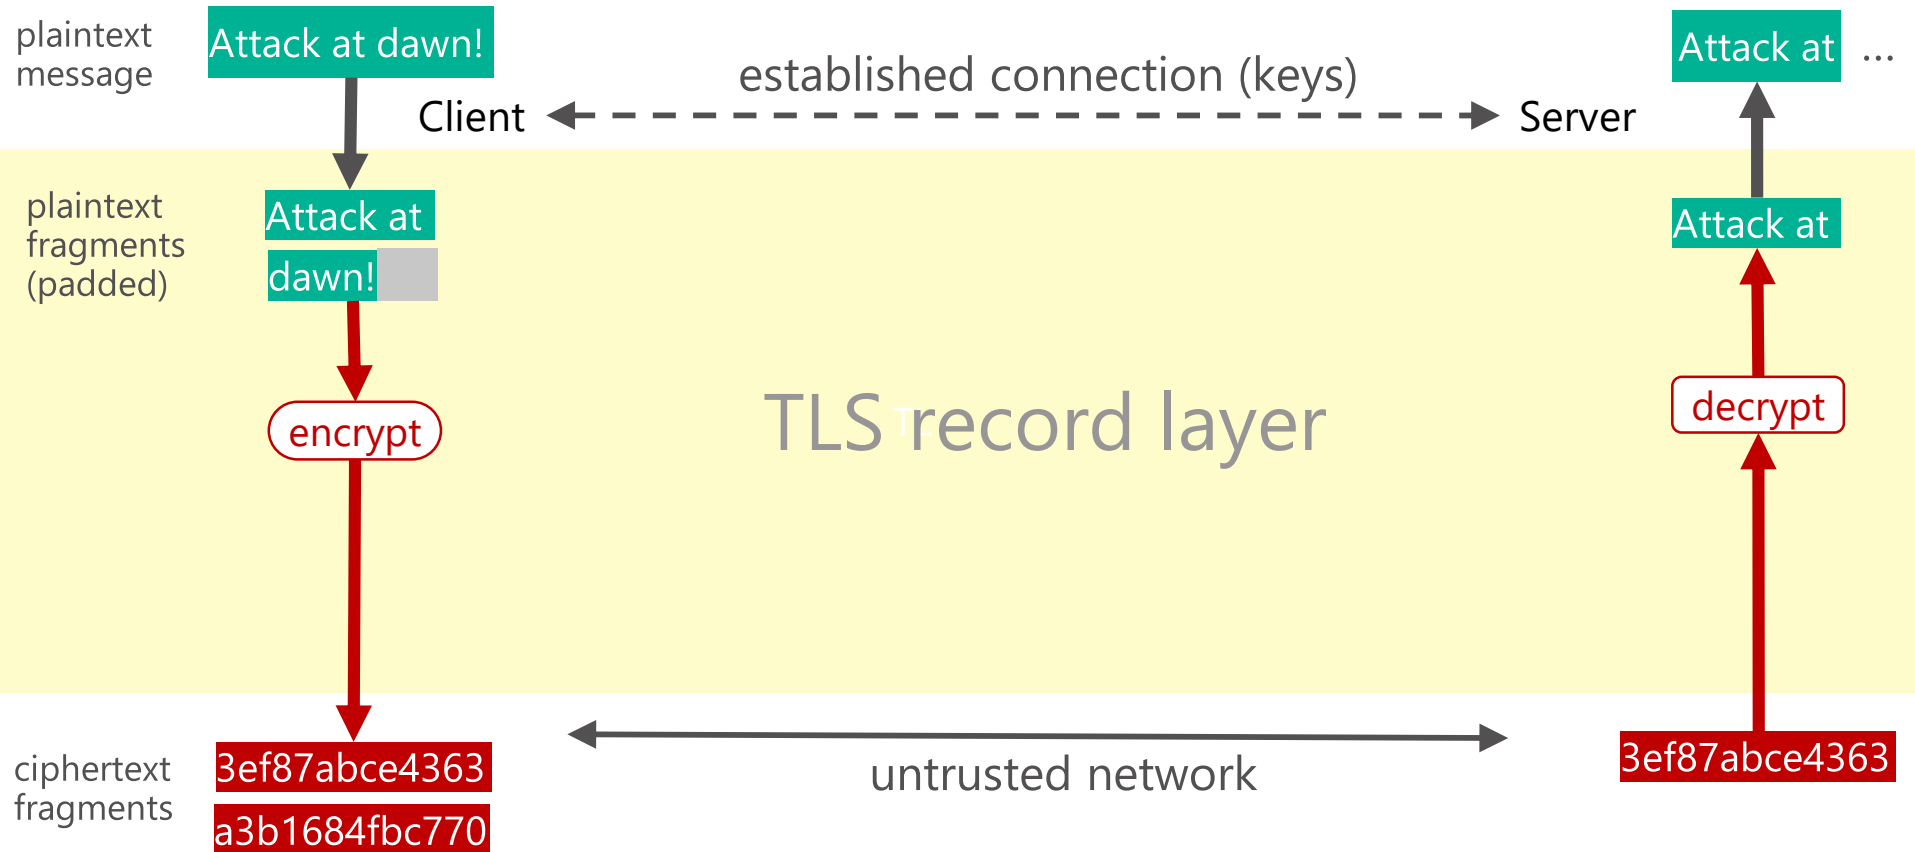 plaintext
message
Attack at dawn!
established connection (keys)
Attack at ...
Client
Server
plaintext
fragments
(padded)
Attack at
dawn!
Attack at
encrypt
TLS record layer
decrypt
ciphertext
fragments
3ef87abce4363
a3b1684fbc770
untrusted network
3ef87abce4363